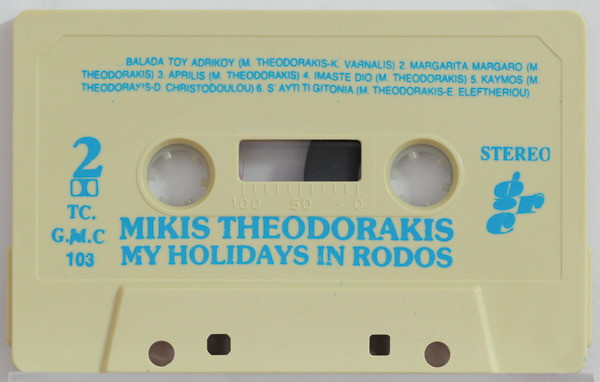 BALADA TOY ADRIKOY (M. THEODORAKIS-K. VARNALIS) 2. MARGARITA MARGARO (M.
THEODORAKIS) 3. APRILIS (M. THEODORAKIS) 4. IMASTE DIO (M. THEODORAKIS) 5. KAYMOS (M.
THEODORAKIS-D. CHRISTODOULOU) 6. S' AYTI TI GITONIA (M. THEODORAKIS-E. ELEFTHERIOU)
2
STEREO
grc
100 50 0
TC.
G.M.C
103
MIKIS THEODORAKIS
MY HOLIDAYS IN RODOS